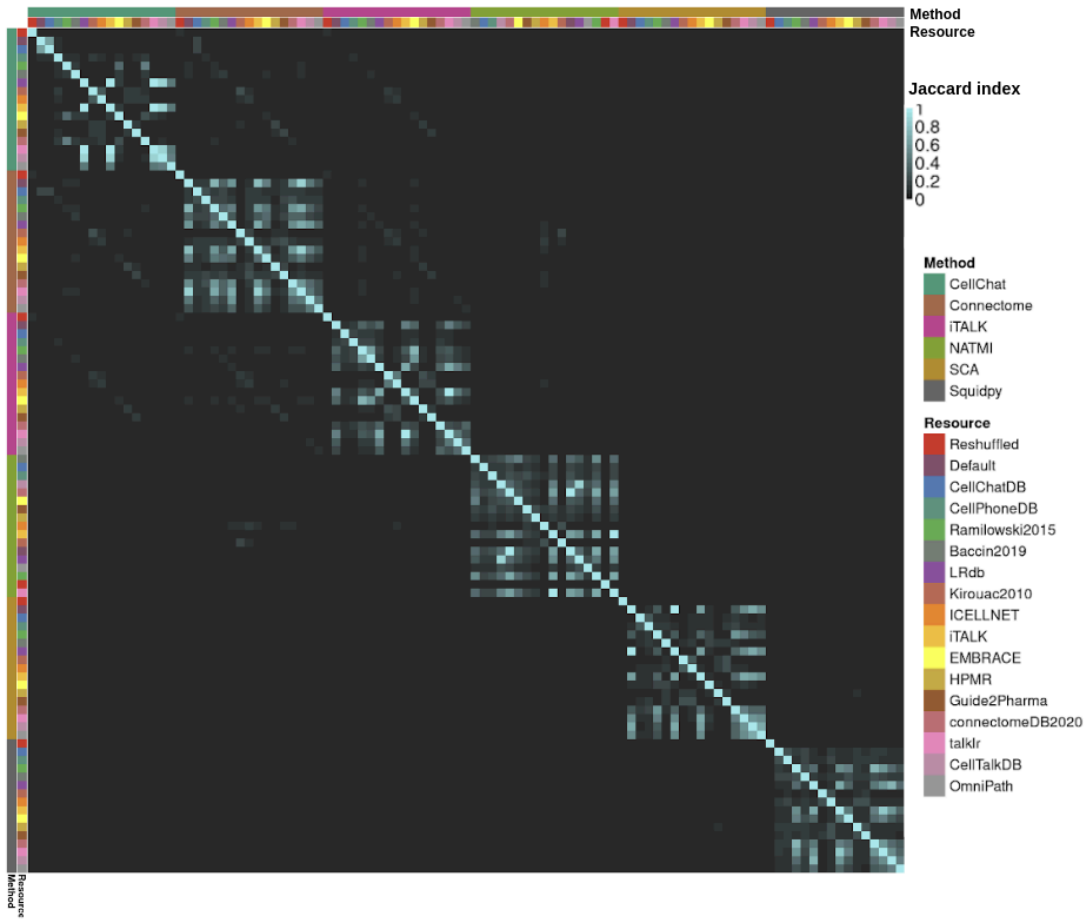 Method
Resource
Jaccard index
1
0.8
0.6
0.4
0.2
0
Method
CellChat
Connectome
iTALK
NATMI
SCA
Squidpy
Resource
Reshuffled
Default
CellChatDB
CellPhoneDB
Ramilowski2015
Baccin2019
LRdb
Kirouac2010
ICELLNET
iTALK
EMBRACE
HPMR
Guide2Pharma
connectomeDB2020
talklr
CellTalkDB
OmniPath
Method
Resource